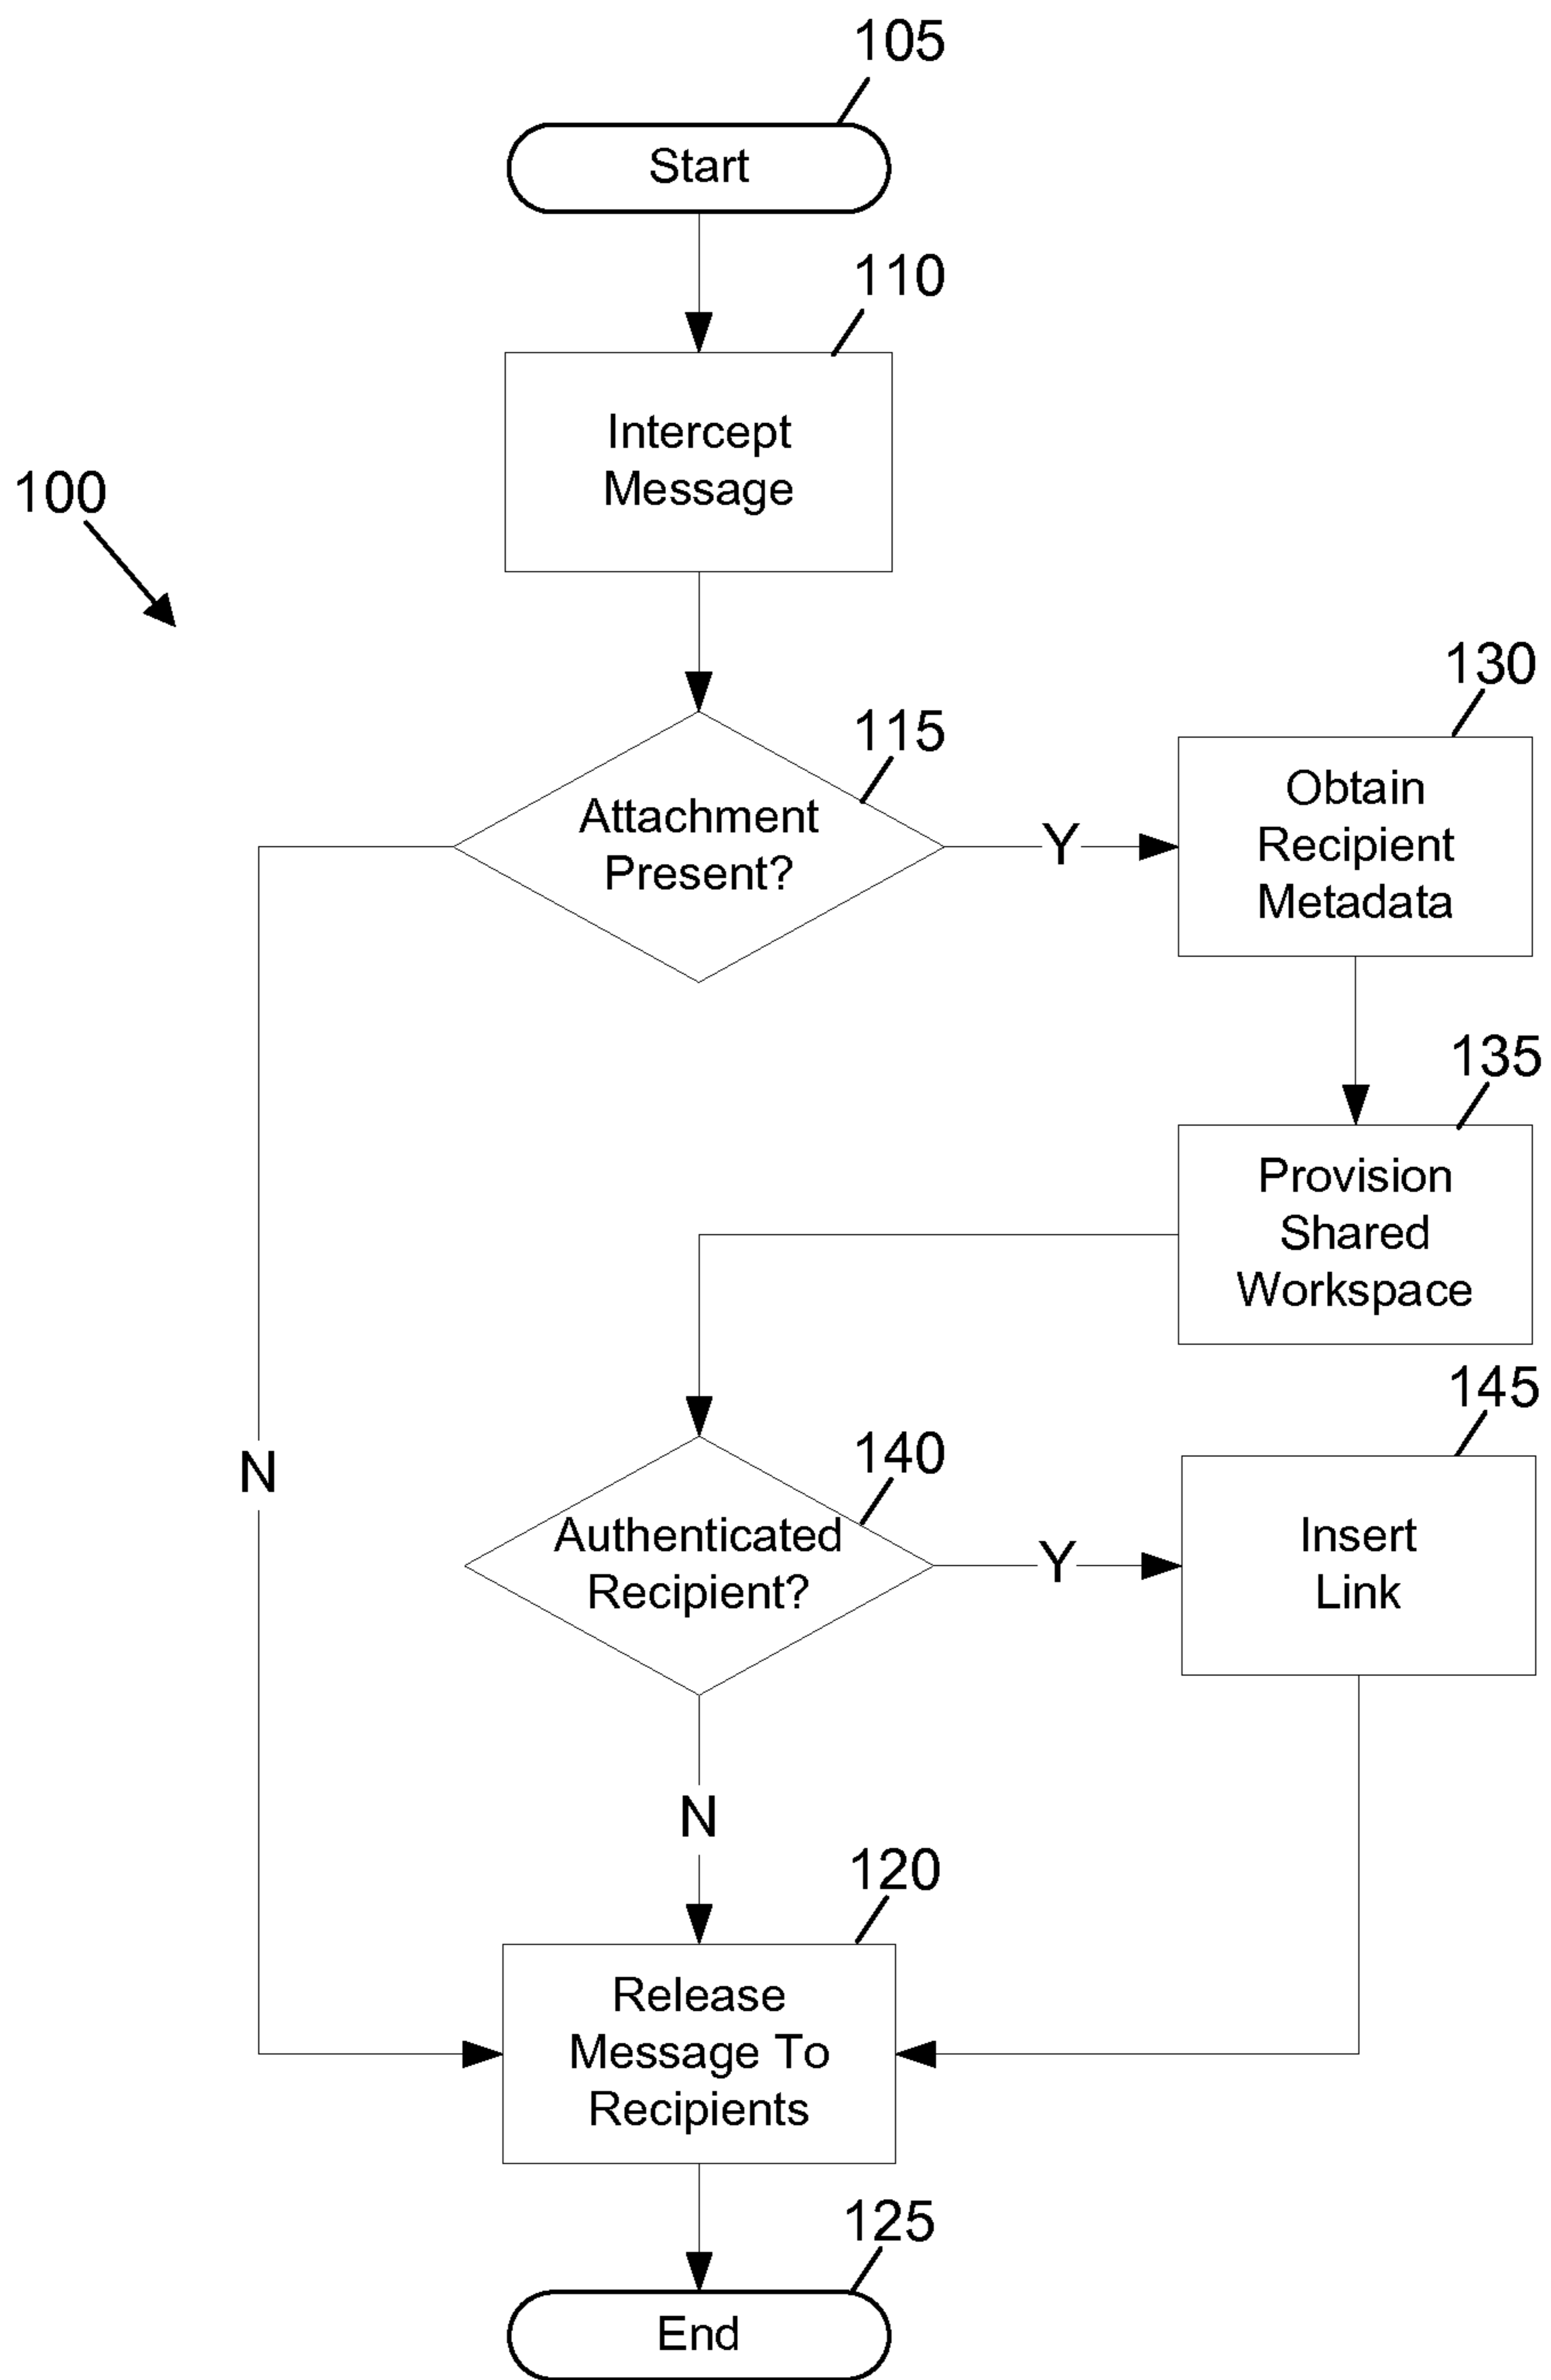 105
Start
110
Intercept
Message
100
115
Attachment
Present?
Y
130
Obtain
Recipient
Metadata
135
Provision
Shared
Workspace
N
140
Authenticated
Recipient?
Y
145
Insert
Link
N
120
Release
Message To
Recipients
125
End